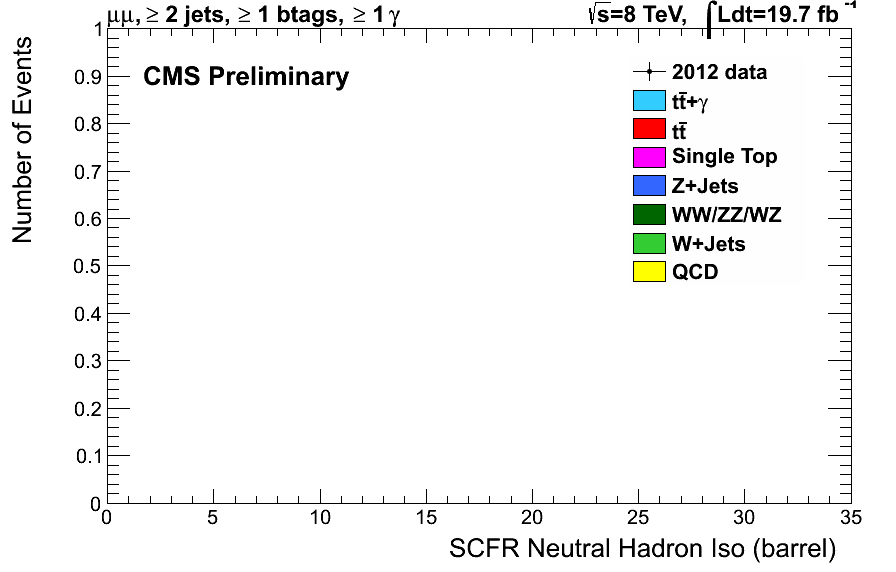 μμ, ≥ 2 jets, ≥ 1 btags, ≥ 1 γ
√s=8 TeV, ∫Ldt=19.7 fb⁻¹
CMS Preliminary
2012 data
tt̄+γ
tt̄
Single Top
Z+Jets
WW/ZZ/WZ
W+Jets
QCD
Number of Events
1
0.9
0.8
0.7
0.6
0.5
0.4
0.3
0.2
0.1
0
0 5 10 15 20 25 30 35
SCFR Neutral Hadron Iso (barrel)